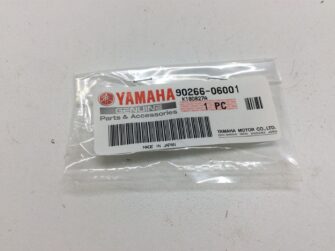 YAMAHA 90266-06001
GENUINE
Parts & Accessories
1 PC
YAMAHA MOTOR CO., LTD.
MADE IN JAPAN